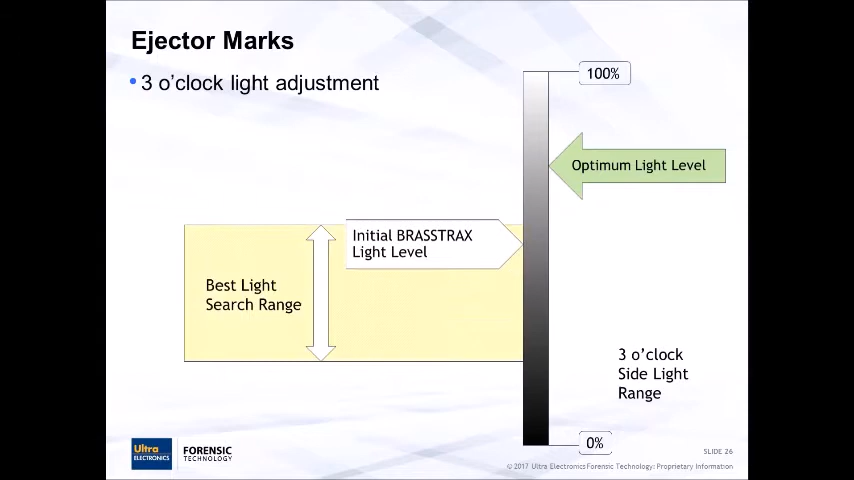 Ejector Marks
• 3 o'clock light adjustment
100%
Optimum Light Level
Initial BRASSTRAX
Light Level
Best Light
Search Range
3 o'clock
Side Light
Range
0%
Ultra
ELECTRONICS
FORENSIC
TECHNOLOGY
SLIDE 26
© 2017 Ultra Electronics Forensic Technology: Proprietary Information